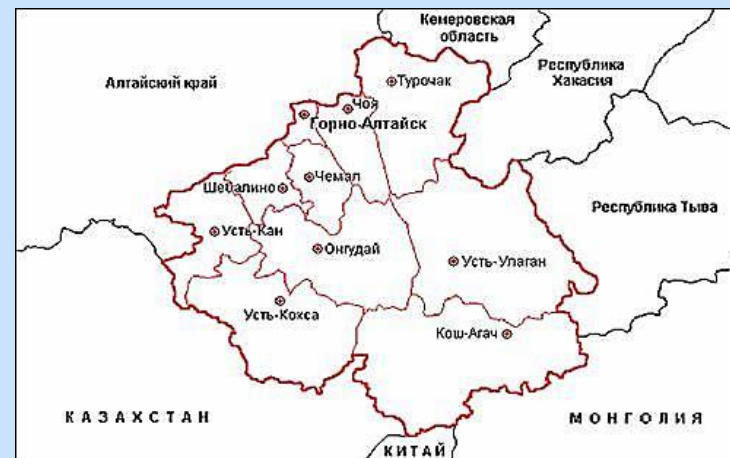 Кемеровская
область
Республика
Хакасия
Алтайский край
Турочак
Чоя
Горно-Алтайск
Чемал
Шебалино
Республика Тыва
Усть-Кан
Онгудай
Усть-Улаган
Усть-Кокса
Кош-Агач
КАЗАХСТАН
МОНГОЛИЯ
КИТАЙ